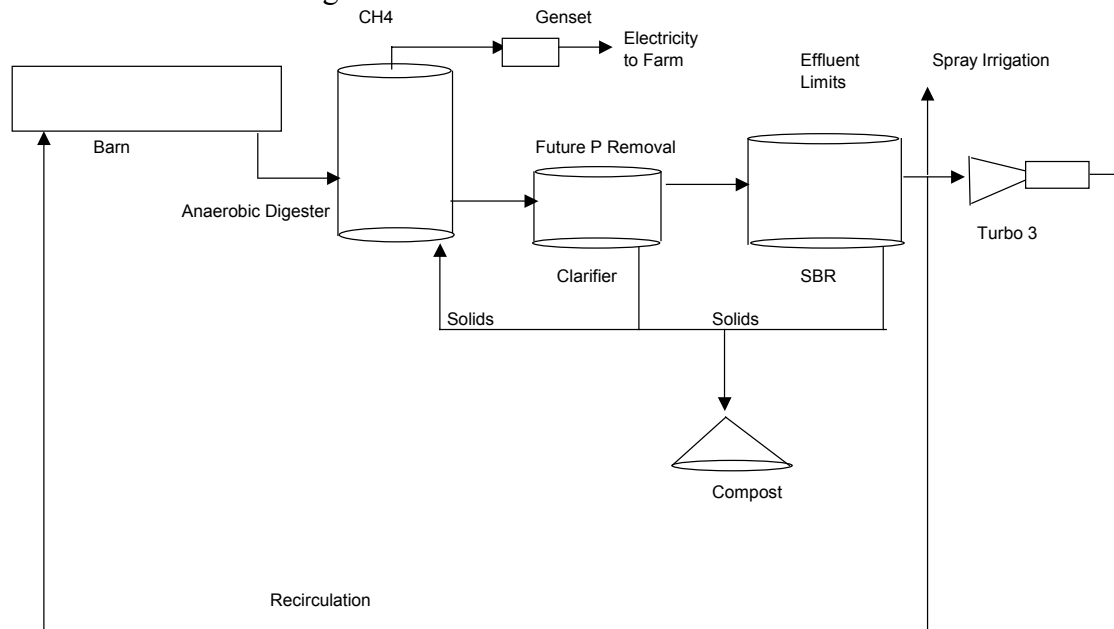 CH4
Genset
Electricity
to Farm
Effluent
Limits
Spray Irrigation
Barn
Future P Removal
Anaerobic Digester
Turbo 3
Clarifier
SBR
Solids
Solids
Compost
Recirculation